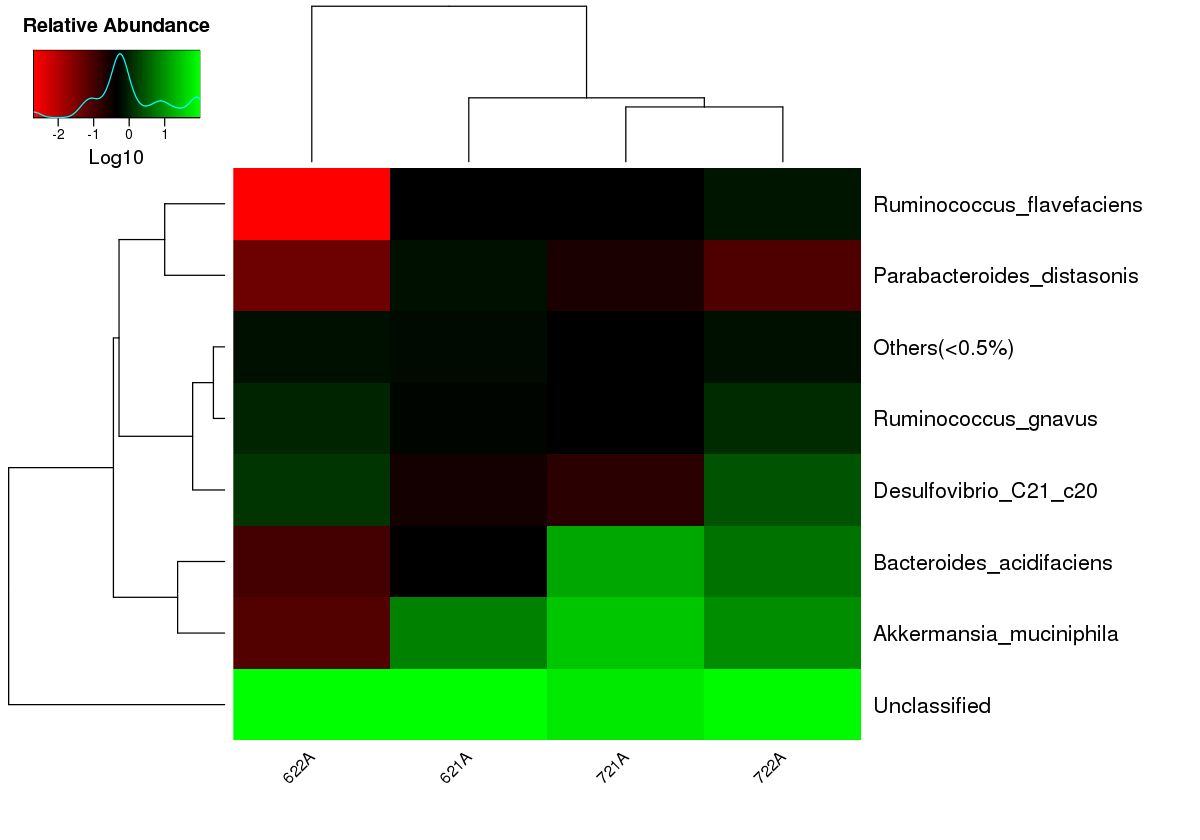 Relative Abundance
-2 -1 0 1
Log10
Ruminococcus_flavefaciens
Parabacteroides_distasonis
Others(<0.5%)
Ruminococcus_gnavus
Desulfovibrio_C21_c20
Bacteroides_acidifaciens
Akkermansia_muciniphila
Unclassified
622A 621A 721A 722A